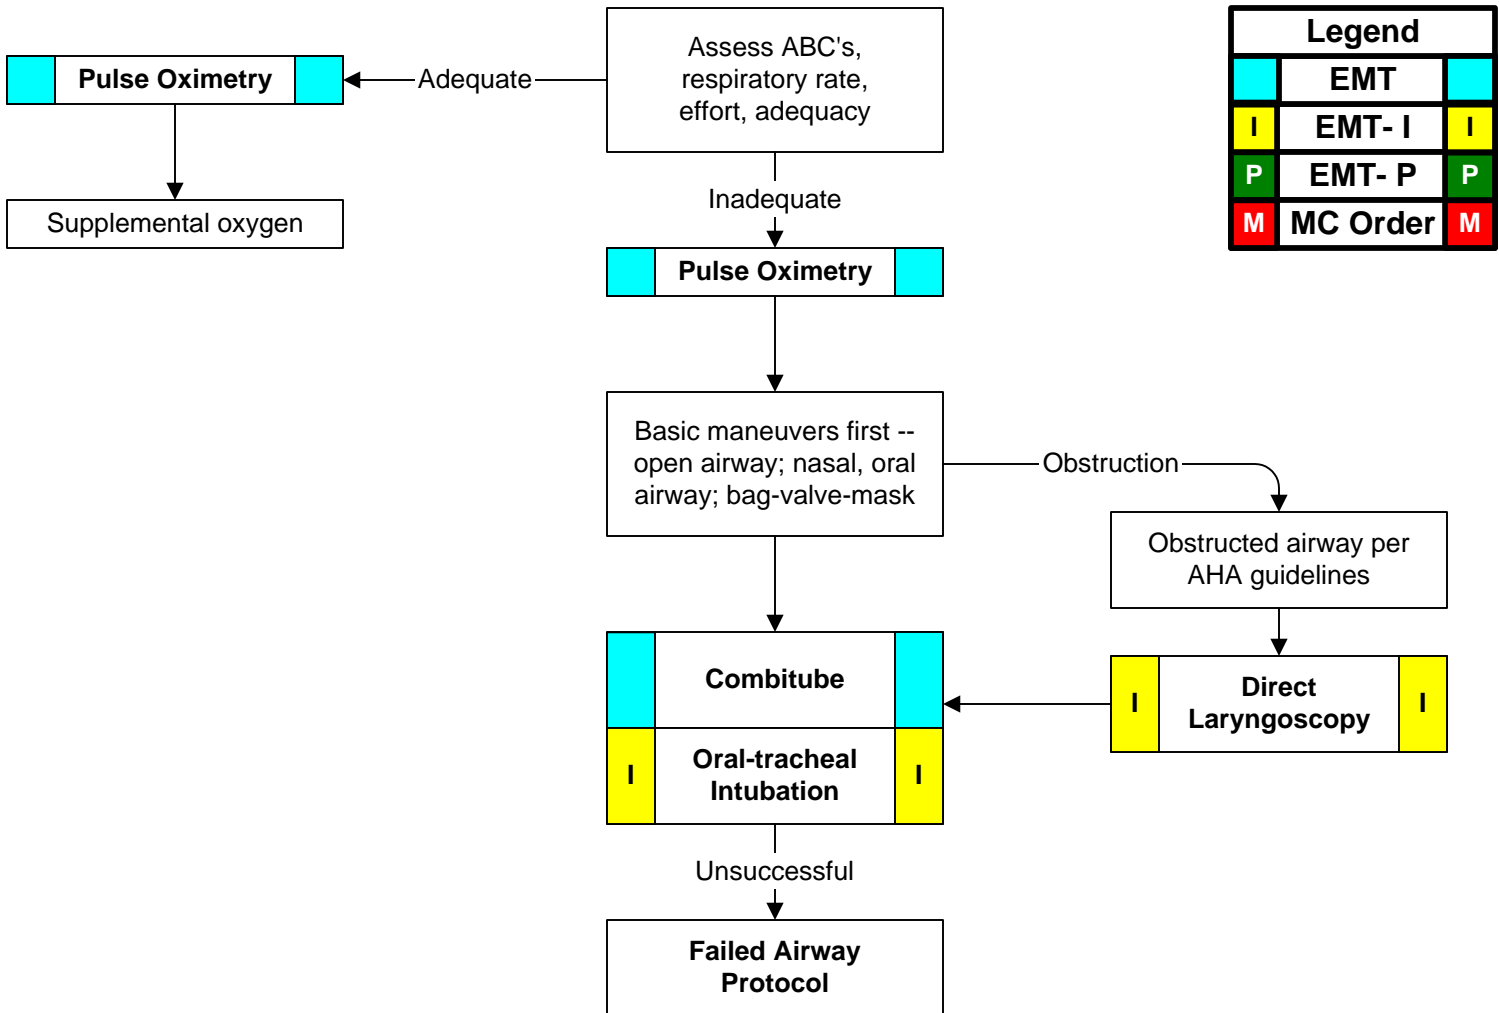 Assess ABC's,
respiratory rate,
effort, adequacy
Adequate
Pulse Oximetry
Supplemental oxygen
Inadequate
Pulse Oximetry
Basic maneuvers first --
open airway; nasal, oral
airway; bag-valve-mask
Obstruction
Obstructed airway per
AHA guidelines
I Direct I
Laryngoscopy
Combitube
I Oral-tracheal I
Intubation
Unsuccessful
Failed Airway
Protocol
Legend
EMT
I EMT- I I
P EMT- P P
M MC Order M